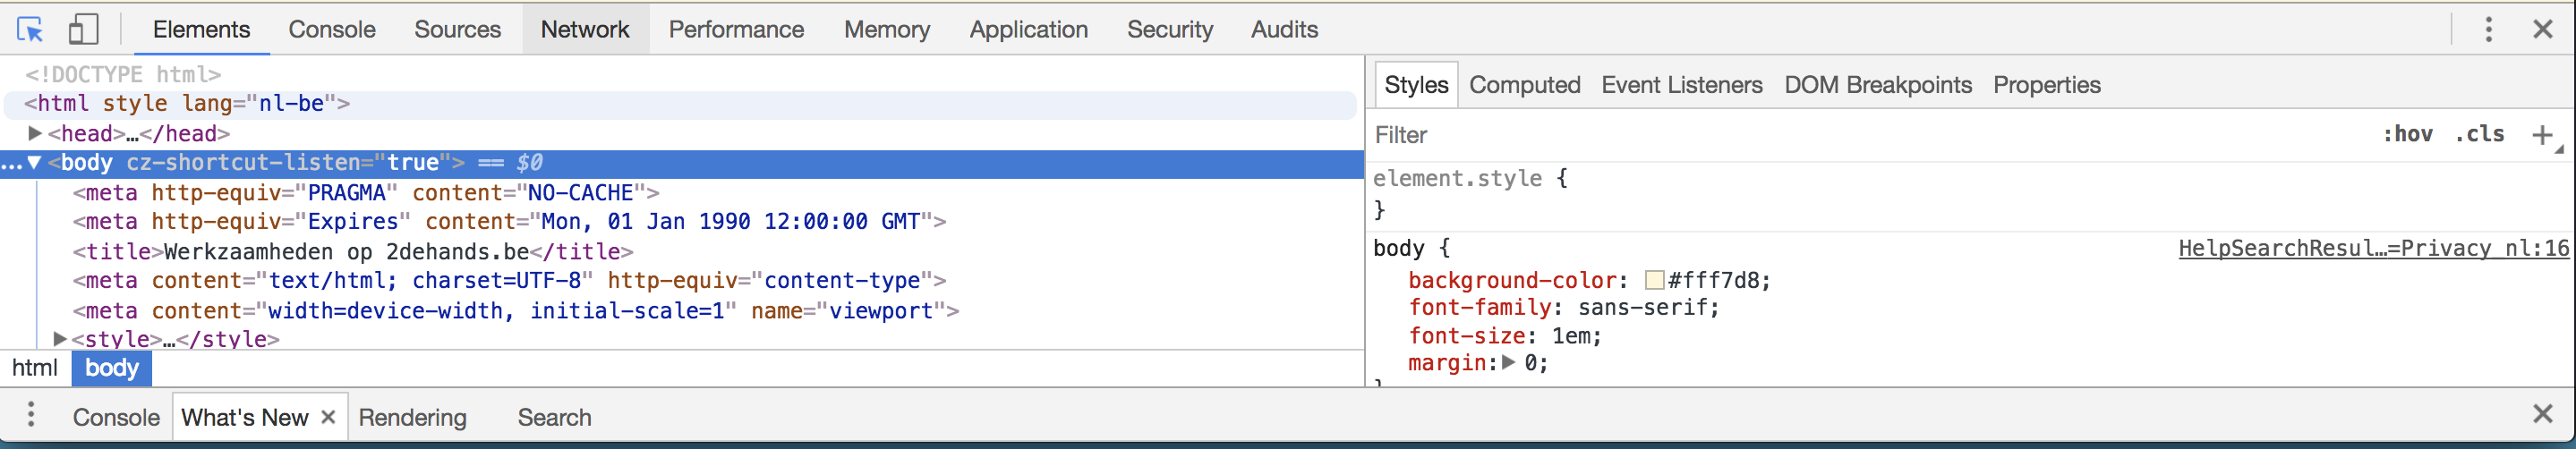 Elements Console Sources Network Performance Memory Application Security Audits
<!DOCTYPE html>
<html style lang="nl-be">
<head>…</head>
…<body cz-shortcut-listen="true"> == $0
<meta http-equiv="PRAGMA" content="NO-CACHE">
<meta http-equiv="Expires" content="Mon, 01 Jan 1990 12:00:00 GMT">
<title>Werkzaamheden op 2dehands.be</title>
<meta content="text/html; charset=UTF-8" http-equiv="content-type">
<meta content="width=device-width, initial-scale=1" name="viewport">
<style>…</style>
html body
Styles Computed Event Listeners DOM Breakpoints Properties
Filter :hov .cls +
element.style {
}
body { HelpSearchResul…=Privacy_nl:16
background-color: #fff7d8;
font-family: sans-serif;
font-size: 1em;
margin: 0;
}
Console What's New × Rendering Search